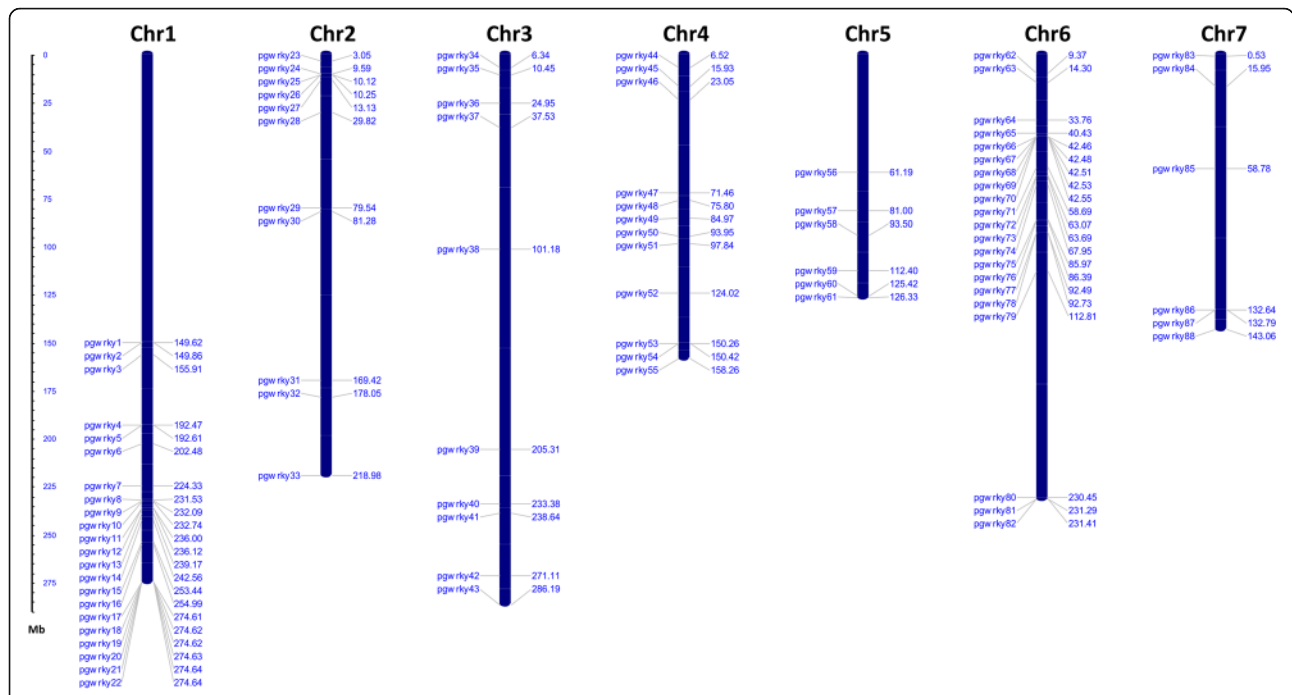 Chr1 Chr2 Chr3 Chr4 Chr5 Chr6 Chr7
0
25
50
75
100
125
150
175
200
225
250
275
Mb
pgwrky1 149.62
pgwrky2 149.86
pgwrky3 155.91
pgwrky4 192.47
pgwrky5 192.61
pgwrky6 202.48
pgwrky7 224.33
pgwrky8 231.53
pgwrky9 232.09
pgwrky10 232.74
pgwrky11 236.00
pgwrky12 236.12
pgwrky13 239.17
pgwrky14 242.56
pgwrky15 253.44
pgwrky16 254.99
pgwrky17 274.61
pgwrky18 274.62
pgwrky19 274.62
pgwrky20 274.63
pgwrky21 274.64
pgwrky22 274.64
pgwrky23 3.05
pgwrky24 9.59
pgwrky25 10.12
pgwrky26 10.25
pgwrky27 13.13
pgwrky28 29.82
pgwrky29 79.54
pgwrky30 81.28
pgwrky31 169.42
pgwrky32 178.05
pgwrky33 218.98
pgwrky34 6.34
pgwrky35 10.45
pgwrky36 24.95
pgwrky37 37.53
pgwrky38 101.18
pgwrky39 205.31
pgwrky40 233.38
pgwrky41 238.64
pgwrky42 271.11
pgwrky43 286.19
pgwrky44 6.52
pgwrky45 15.93
pgwrky46 23.05
pgwrky47 71.46
pgwrky48 75.80
pgwrky49 84.97
pgwrky50 93.95
pgwrky51 97.84
pgwrky52 124.02
pgwrky53 150.26
pgwrky54 150.42
pgwrky55 158.26
pgwrky56 61.19
pgwrky57 81.00
pgwrky58 93.50
pgwrky59 112.40
pgwrky60 125.42
pgwrky61 126.33
pgwrky62 9.37
pgwrky63 14.30
pgwrky64 33.76
pgwrky65 40.43
pgwrky66 42.46
pgwrky67 42.48
pgwrky68 42.51
pgwrky69 42.53
pgwrky70 42.55
pgwrky71 58.69
pgwrky72 63.07
pgwrky73 63.69
pgwrky74 67.95
pgwrky75 85.97
pgwrky76 86.39
pgwrky77 92.49
pgwrky78 92.73
pgwrky79 112.81
pgwrky80 230.45
pgwrky81 231.29
pgwrky82 231.41
pgwrky83 0.53
pgwrky84 15.95
pgwrky85 58.78
pgwrky86 132.64
pgwrky87 132.79
pgwrky88 143.06